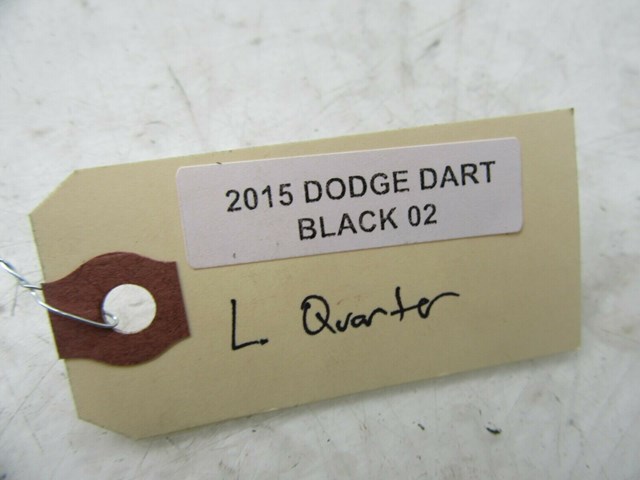 2015 DODGE DART
BLACK 02
L. Quarter